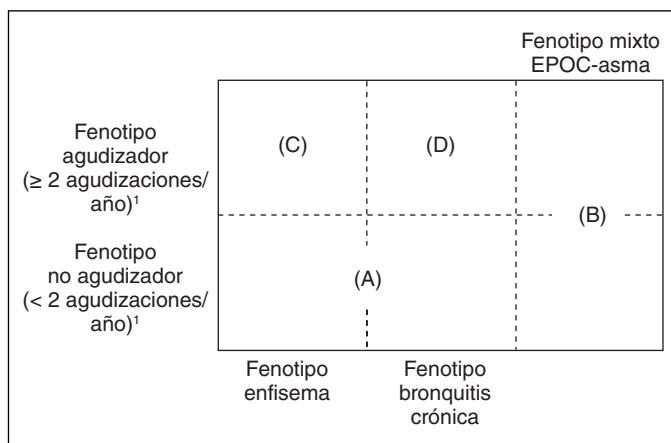 Fenotipo mixto
EPOC-asma
Fenotipo
agudizador
(≥ 2 agudizaciones/
año)¹
(C)
(D)
(B)
Fenotipo
no agudizador
(< 2 agudizaciones/
año)¹
(A)
Fenotipo
enfisema
Fenotipo
bronquitis
crónica